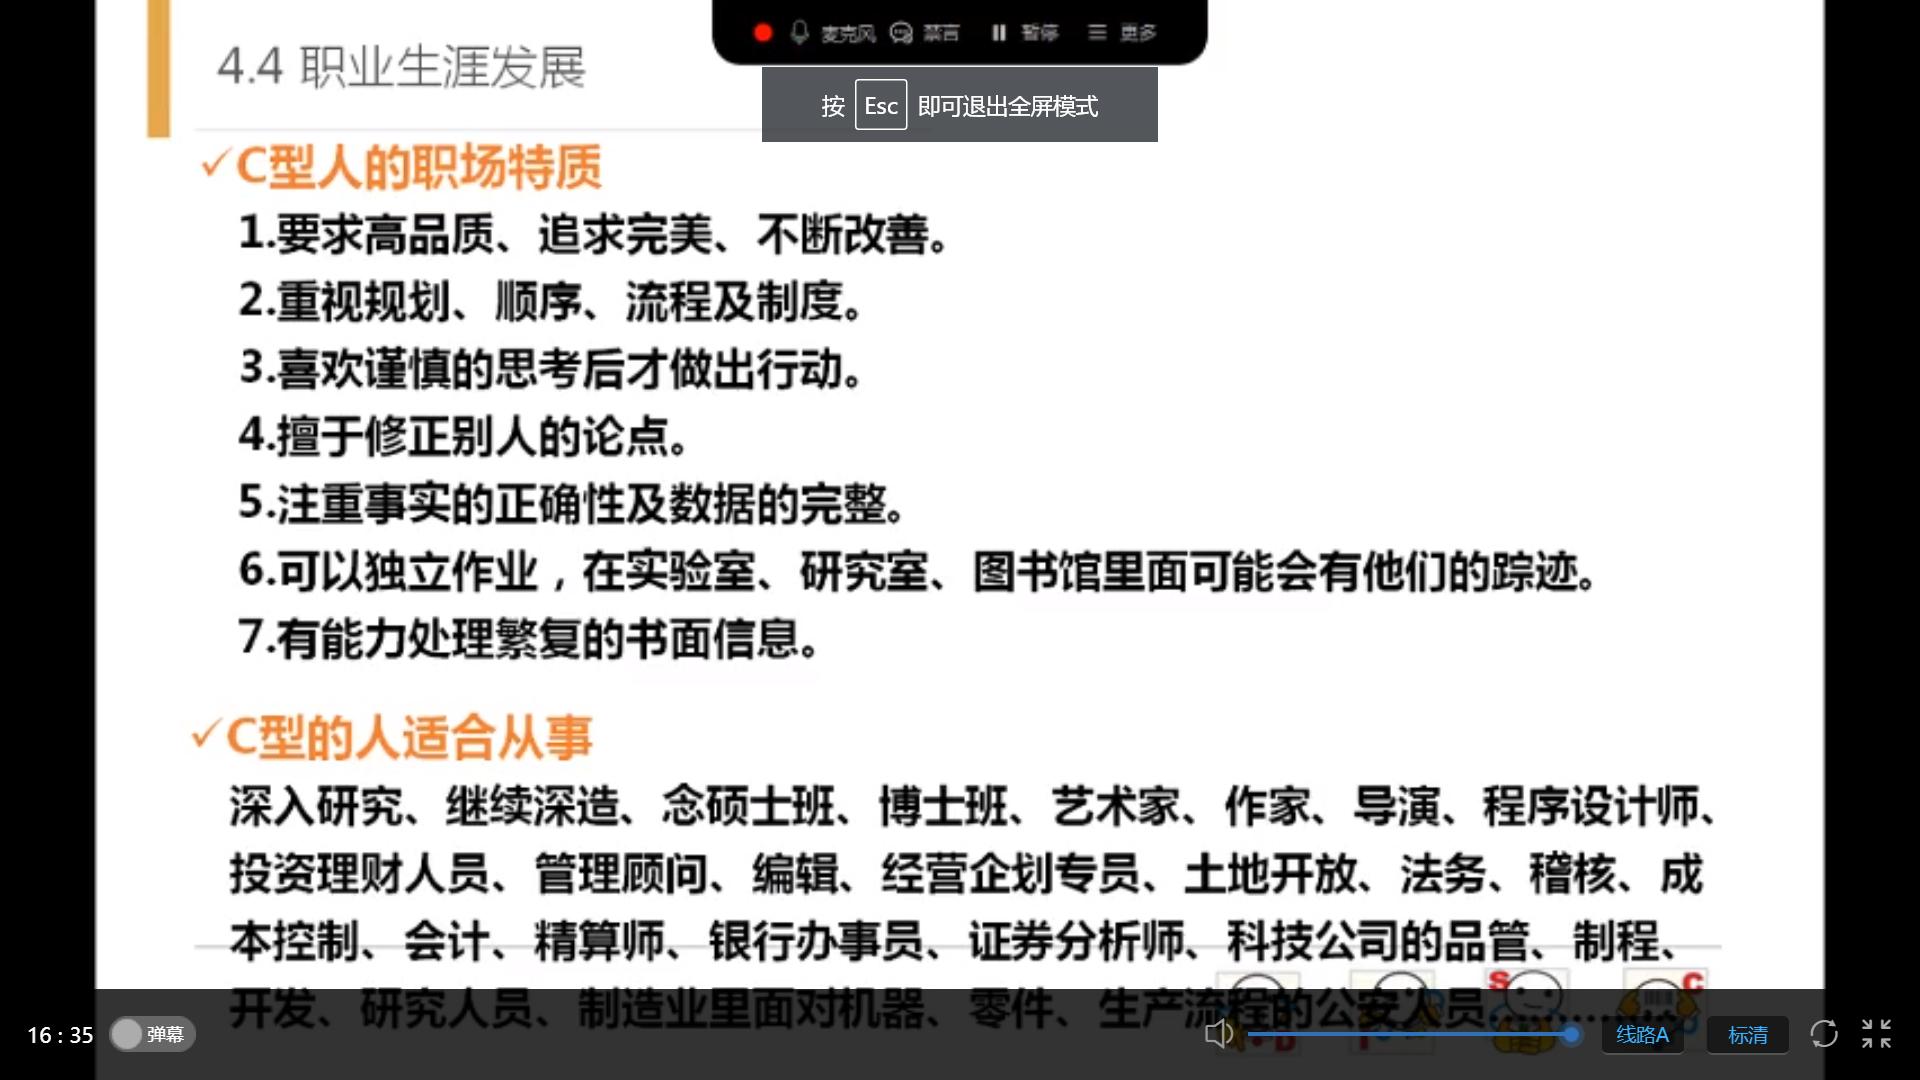 麦克风 禁言 暂停 更多
4.4 职业生涯发展
按 Esc 即可退出全屏模式
✓C型人的职场特质
1.要求高品质、追求完美、不断改善。
2.重视规划、顺序、流程及制度。
3.喜欢谨慎的思考后才做出行动。
4.擅于修正别人的论点。
5.注重事实的正确性及数据的完整。
6.可以独立作业，在实验室、研究室、图书馆里面可能会有他们的踪迹。
7.有能力处理繁复的书面信息。
✓C型的人适合从事
深入研究、继续深造、念硕士班、博士班、艺术家、作家、导演、程序设计师、
投资理财人员、管理顾问、编辑、经营企划专员、土地开放、法务、稽核、成
本控制、会计、精算师、银行办事员、证券分析师、科技公司的品管、制程、
开发、研究人员、制造业里面对机器、零件、生产流程的公安人员..........
D I S C
16 : 35 弹幕 线路A 标清